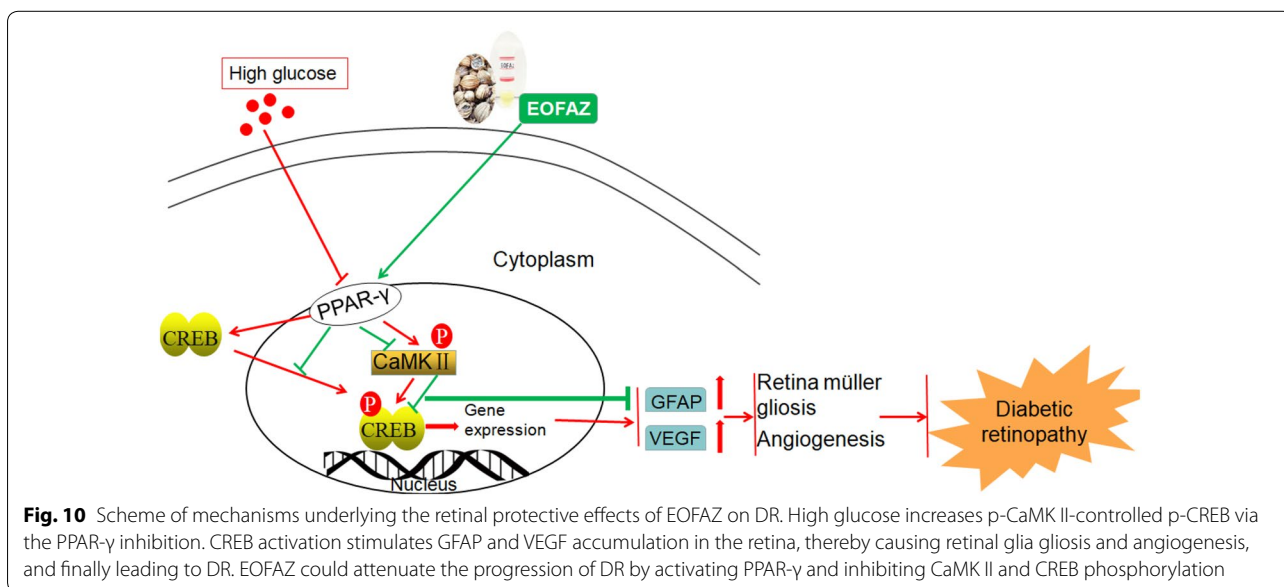 High glucose
EOFAZ
EOFAZ
Cytoplasm
PPAR-γ
CREB
P
CaMK II
P
CREB
Gene
expression
Nucleus
GFAP
VEGF
Retina müller
gliosis
Angiogenesis
Diabetic
retinopathy
Fig. 10 Scheme of mechanisms underlying the retinal protective effects of EOFAZ on DR. High glucose increases p-CaMK II-controlled p-CREB via
the PPAR-γ inhibition. CREB activation stimulates GFAP and VEGF accumulation in the retina, thereby causing retinal glia gliosis and angiogenesis,
and finally leading to DR. EOFAZ could attenuate the progression of DR by activating PPAR-γ and inhibiting CaMK II and CREB phosphorylation